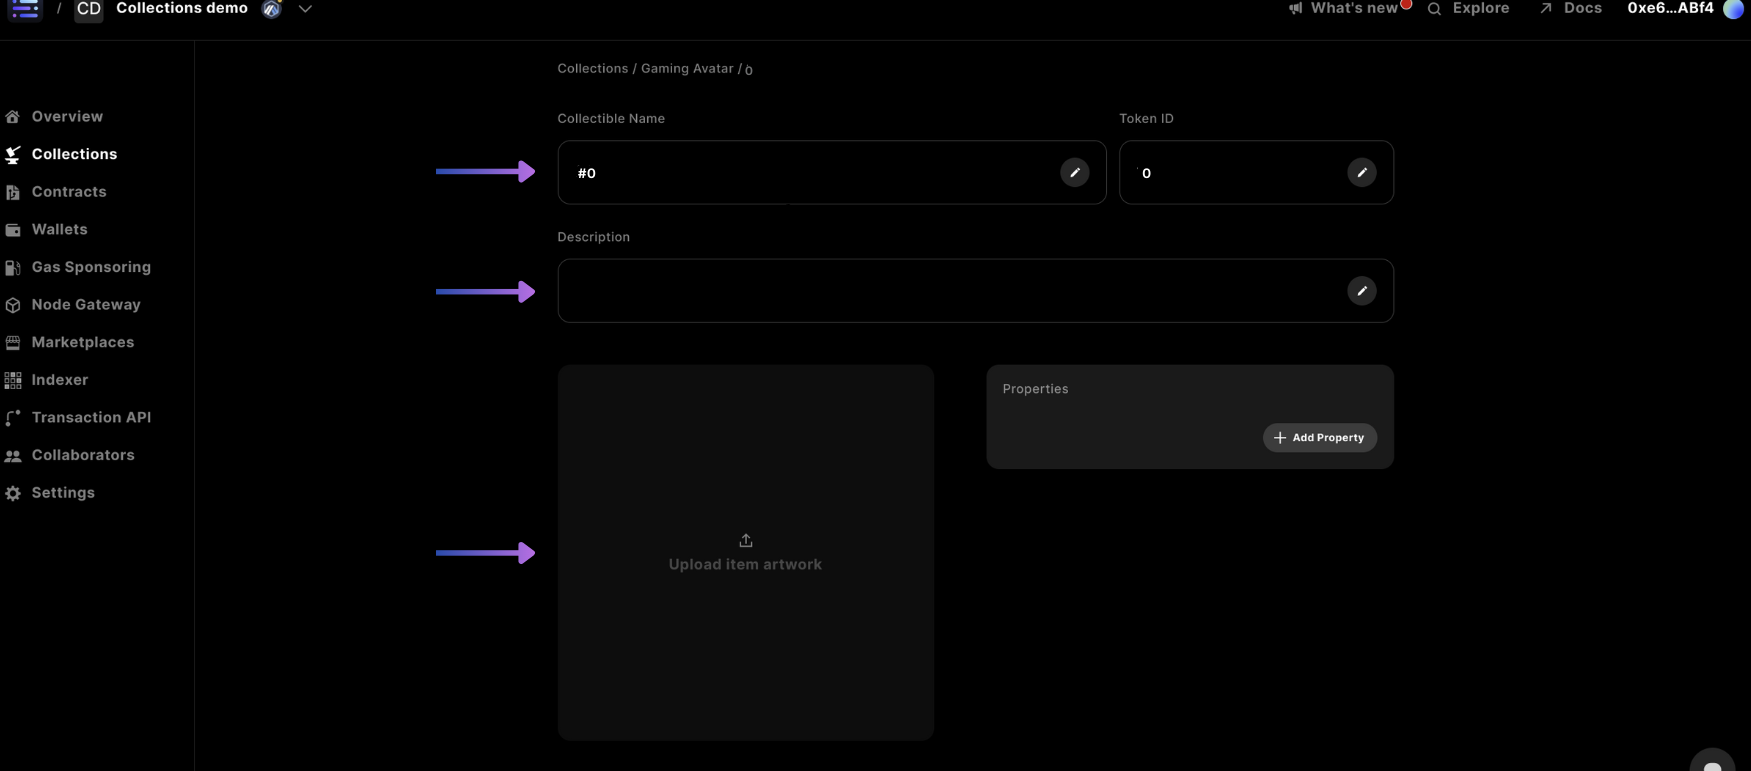 / CD Collections demo
What's new
Explore
Docs
0xe6...ABf4
Overview
Collections
Contracts
Wallets
Gas Sponsoring
Node Gateway
Marketplaces
Indexer
Transaction API
Collaborators
Settings
Collections / Gaming Avatar / 0
Collectible Name
#0
Token ID
0
Description
Upload item artwork
Properties
+ Add Property